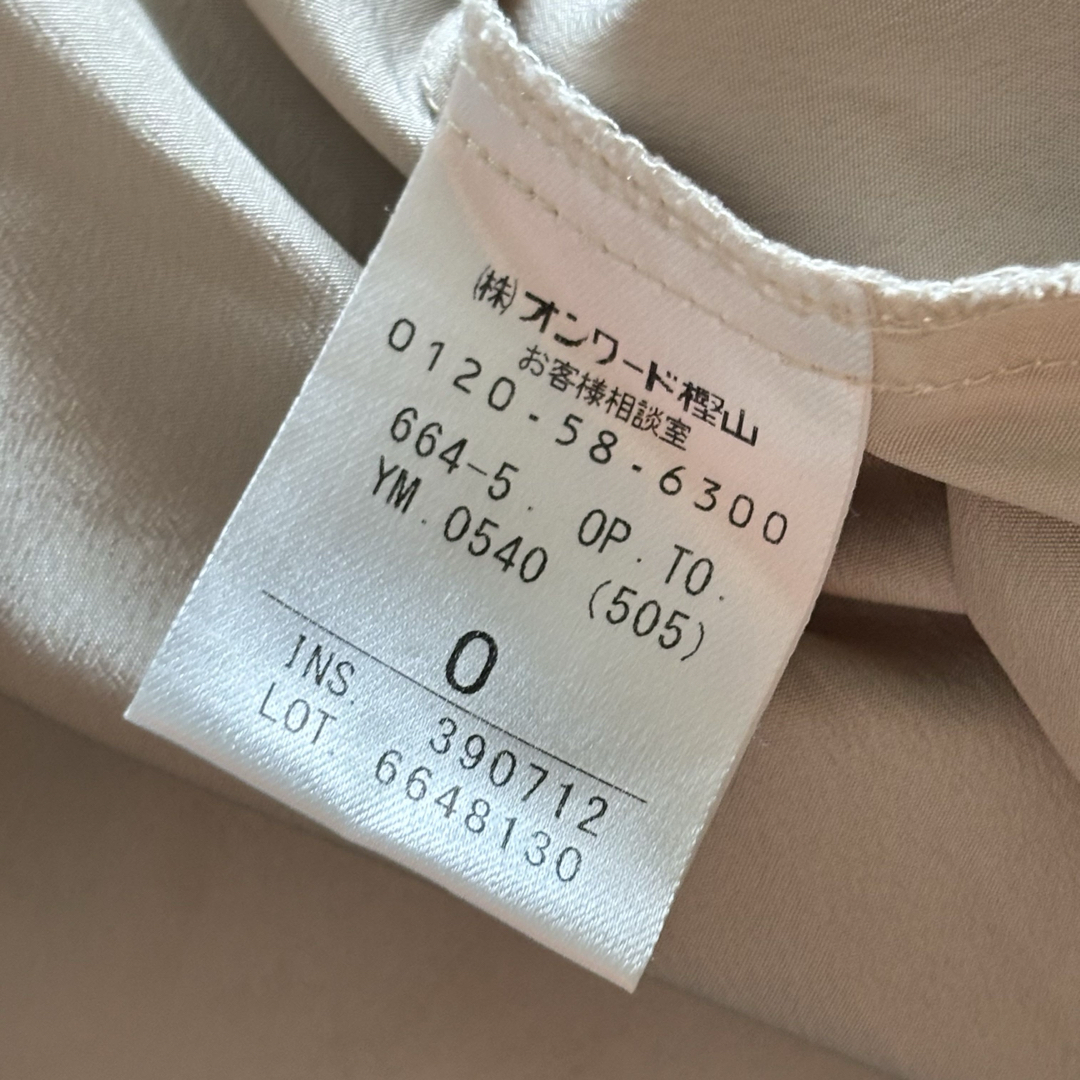 (株)オンワード樫山
お客様相談室
0120-58-6300
664-5. OP. TO.
YM. 0540 (505)
0
INS. 390712
LOT. 6648130